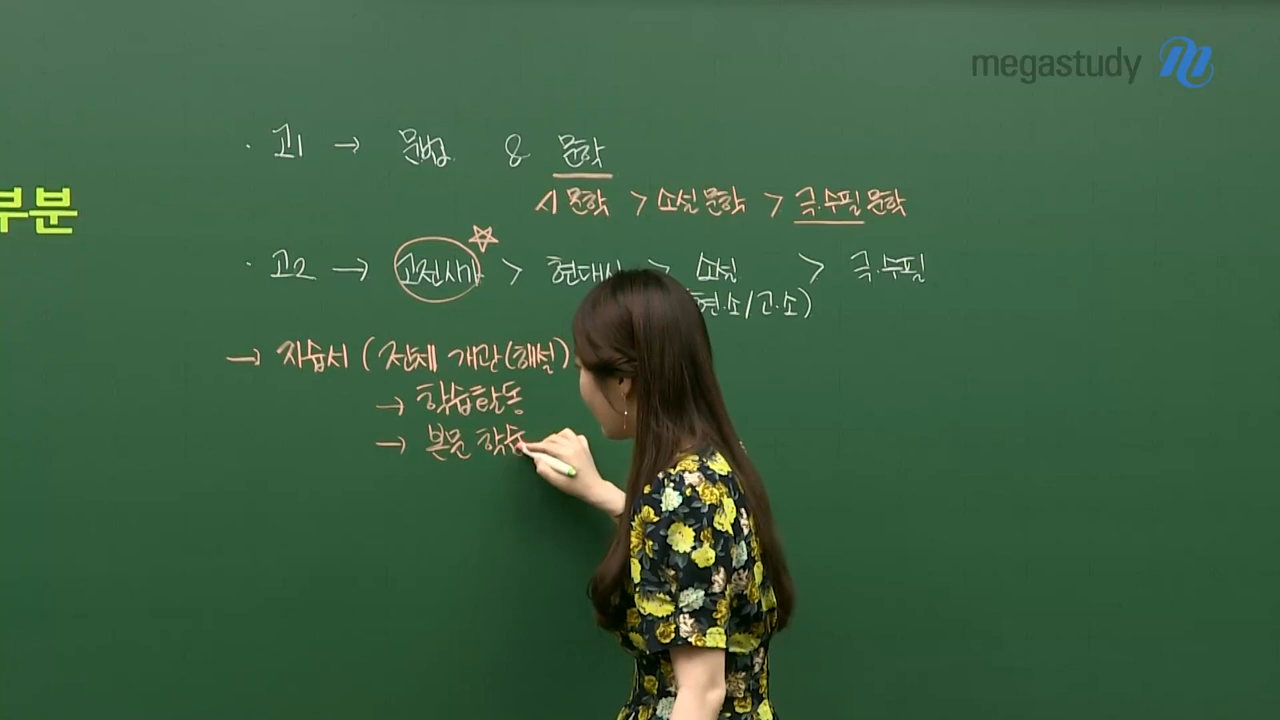 megastudy
· 고1 → 문법 & 문학
부분
시문학 > 소설문학 > 극.수필문학
· 고2 → 고전시가 > 현대시 > 소설 > 극.수필
현.소/고.소)
→ 자습서 (전체 개관(해설)
→ 학습활동
→ 본문 학습